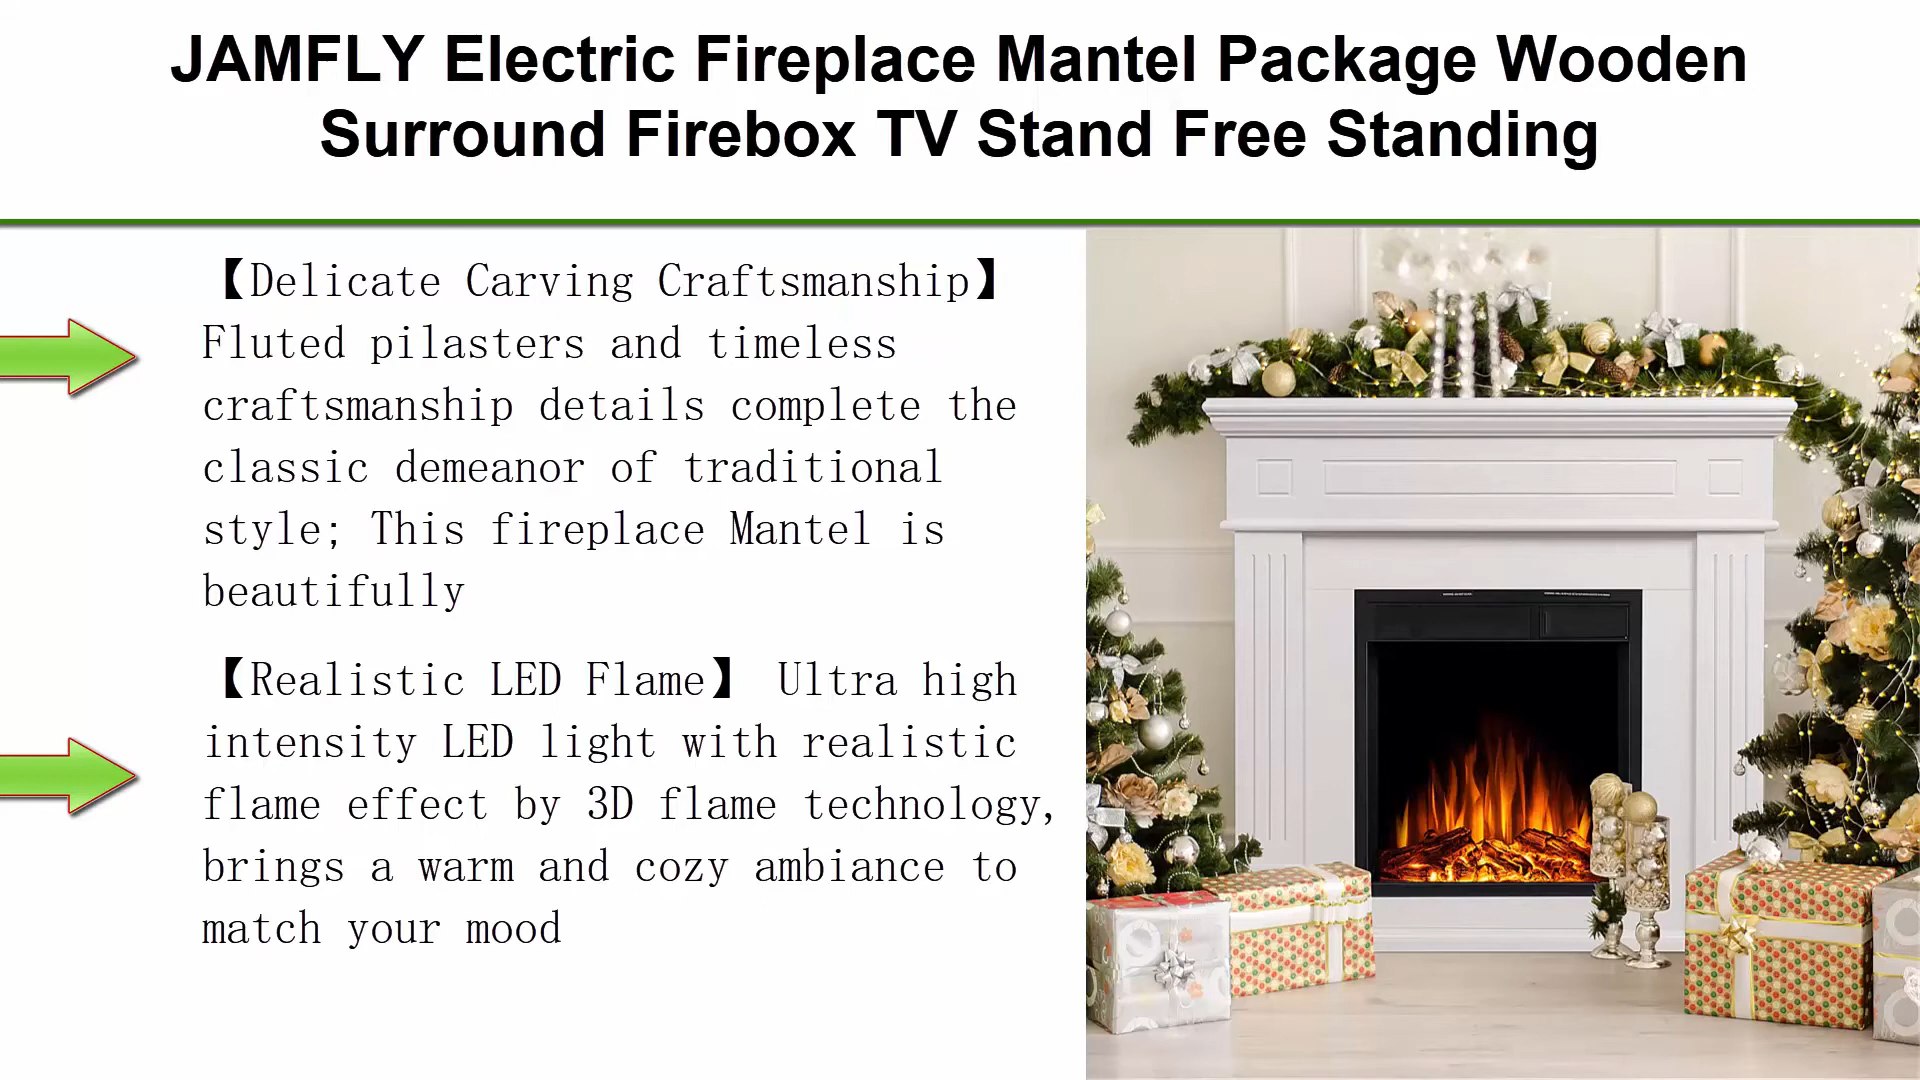 JAMFLY Electric Fireplace Mantel Package Wooden
Surround Firebox TV Stand Free Standing
【Delicate Carving Craftsmanship】
Fluted pilasters and timeless
craftsmanship details complete the
classic demeanor of traditional
style; This fireplace Mantel is
beautifully
【Realistic LED Flame】 Ultra high
intensity LED light with realistic
flame effect by 3D flame technology,
brings a warm and cozy ambiance to
match your mood